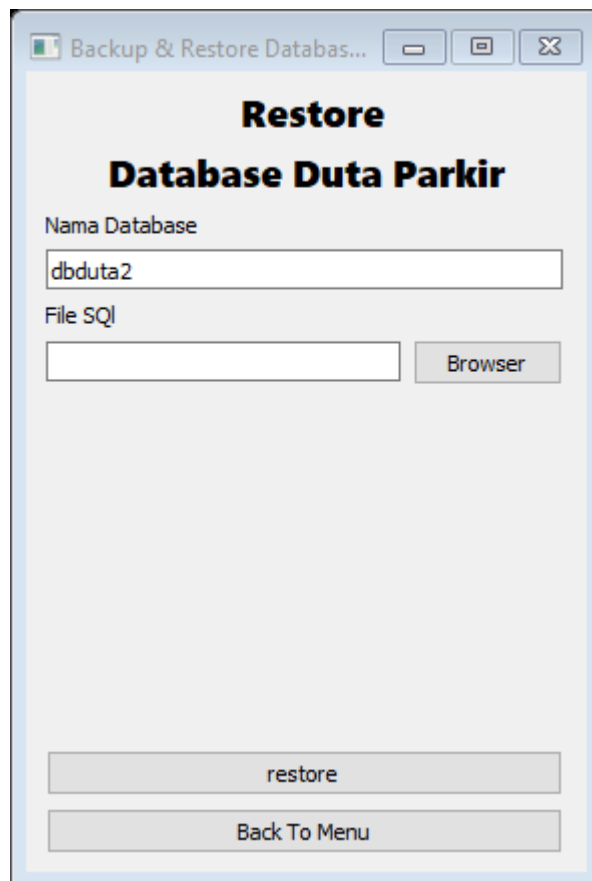 Backup & Restore Databas...
Restore
Database Duta Parkir
Nama Database
dbduta2
File SQl
Browser
restore
Back To Menu